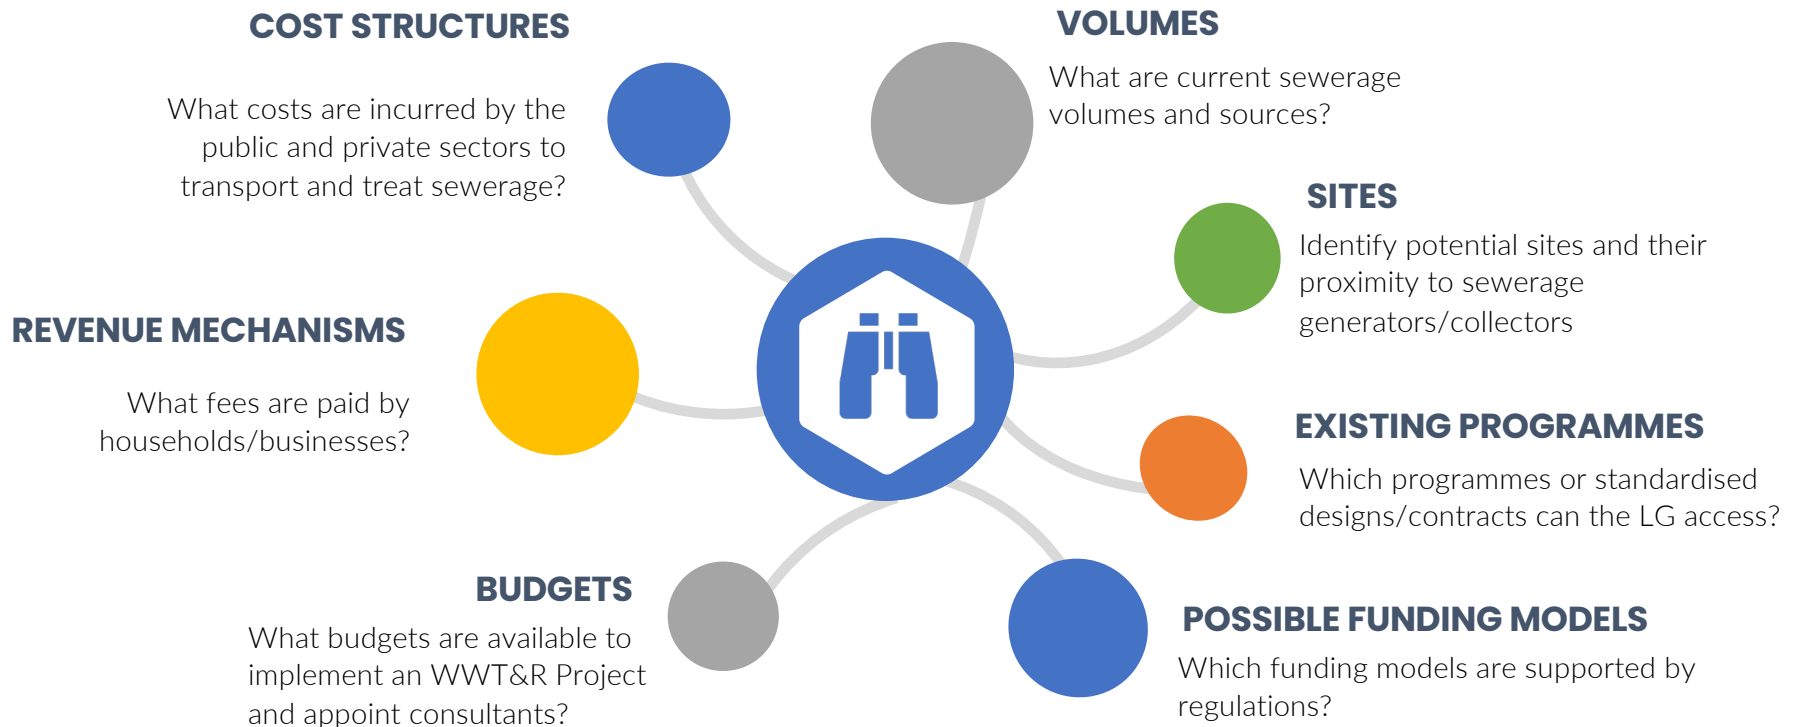 COST STRUCTURES
What costs are incurred by the
public and private sectors to
transport and treat sewerage?
VOLUMES
What are current sewerage
volumes and sources?
SITES
Identify potential sites and their
proximity to sewerage
generators/collectors
REVENUE MECHANISMS
What fees are paid by
households/businesses?
EXISTING PROGRAMMES
Which programmes or standardised
designs/contracts can the LG access?
BUDGETS
What budgets are available to
implement an WWT&R Project
and appoint consultants?
POSSIBLE FUNDING MODELS
Which funding models are supported by
regulations?